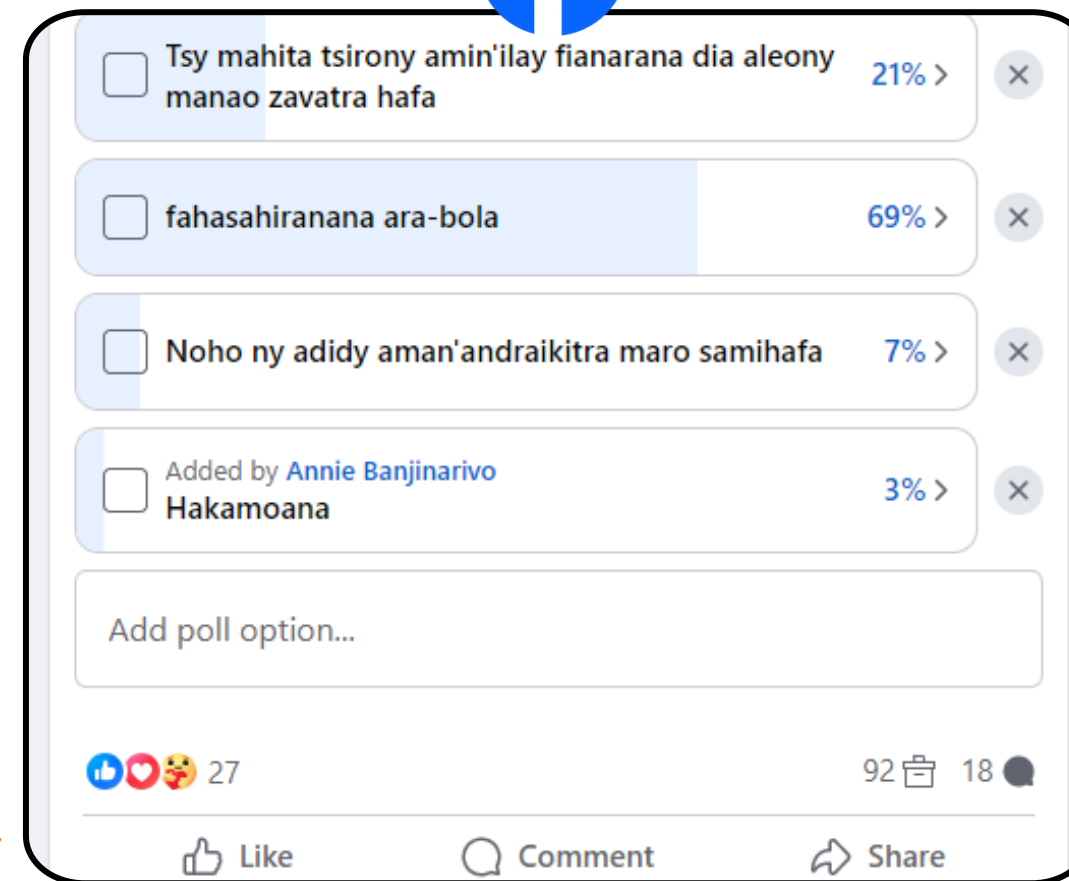 Tsy mahita tsirony amin'ilay fianarana dia aleony
manao zavatra hafa
21%
fahasahiranana ara-bola
69%
Noho ny adidy aman'andraikitra maro samihafa
7%
Added by Annie Banjinarivo
Hakamoana
3%
Add poll option...
27
92
18
Like
Comment
Share